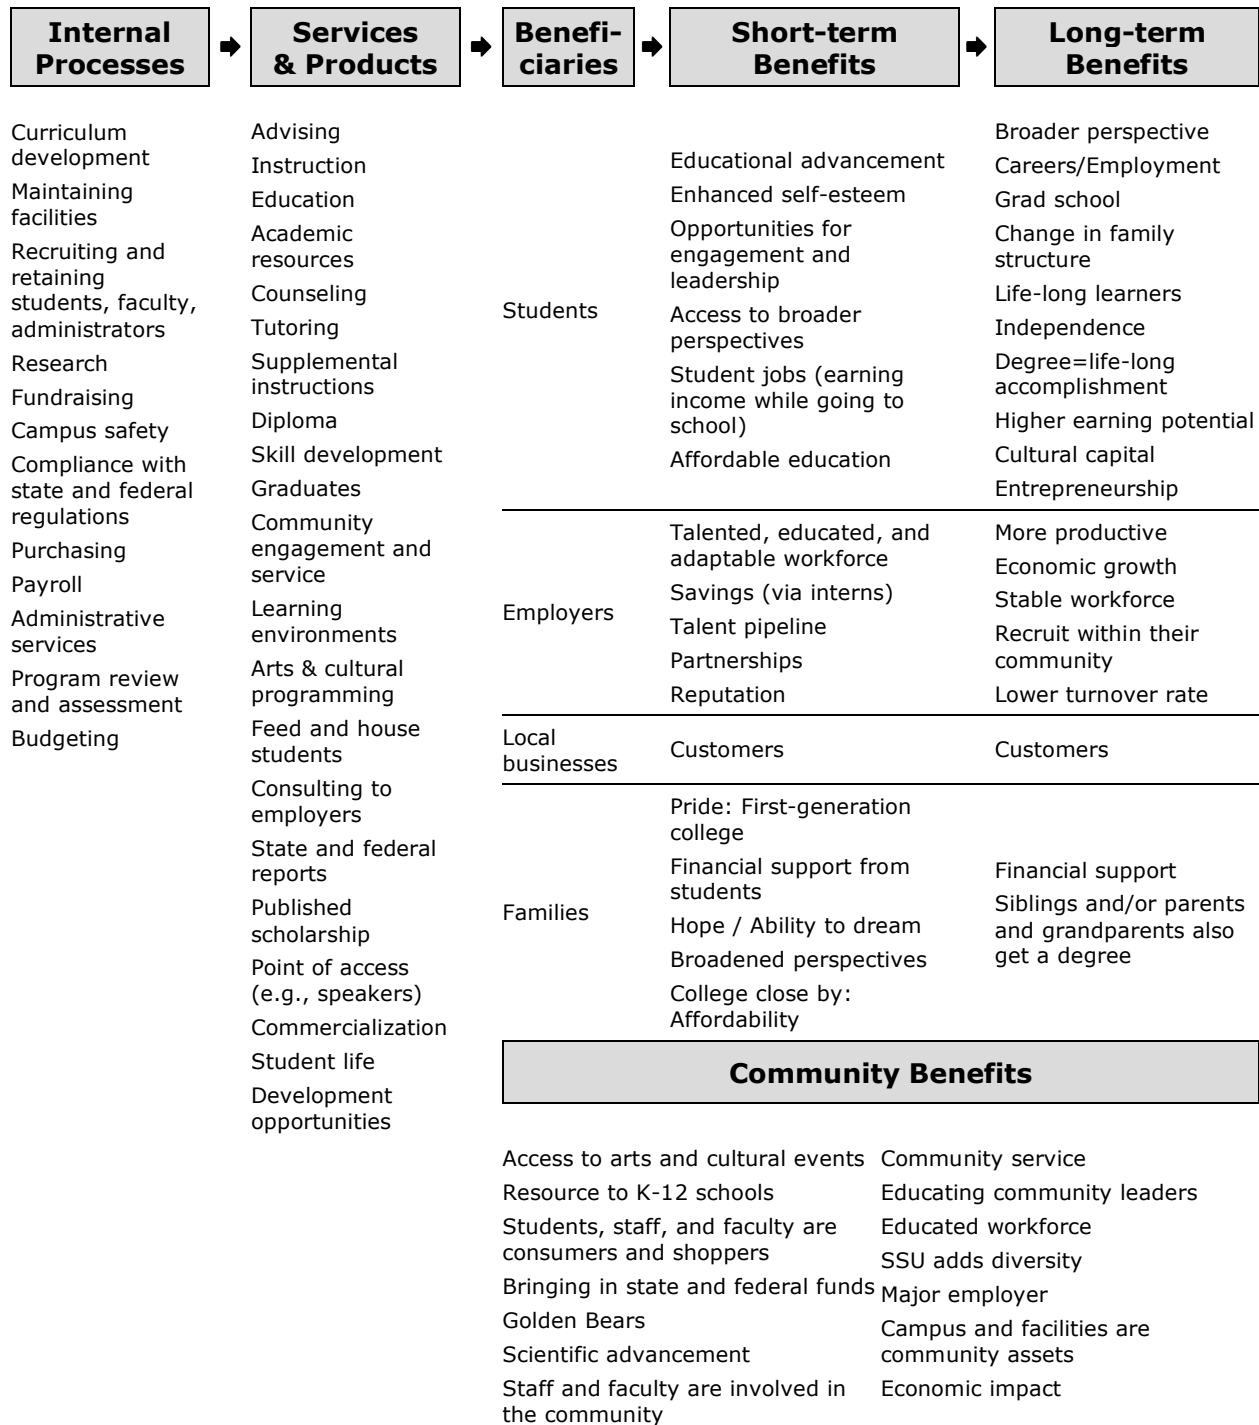 Internal
Processes
Services
& Products
Benefi-
ciaries
Short-term
Benefits
Long-term
Benefits
Curriculum
development
Maintaining
facilities
Recruiting and
retaining
students, faculty,
administrators
Research
Fundraising
Campus safety
Compliance with
state and federal
regulations
Purchasing
Payroll
Administrative
services
Program review
and assessment
Budgeting
Advising
Instruction
Education
Academic
resources
Counseling
Tutoring
Supplemental
instructions
Diploma
Skill development
Graduates
Community
engagement and
service
Learning
environments
Arts & cultural
programming
Feed and house
students
Consulting to
employers
State and federal
reports
Published
scholarship
Point of access
(e.g., speakers)
Commercialization
Student life
Development
opportunities
Students
Educational advancement
Enhanced self-esteem
Opportunities for
engagement and
leadership
Access to broader
perspectives
Student jobs (earning
income while going to
school)
Affordable education
Broader perspective
Careers/Employment
Grad school
Change in family
structure
Life-long learners
Independence
Degree=life-long
accomplishment
Higher earning potential
Cultural capital
Entrepreneurship
Employers
Talented, educated, and
adaptable workforce
Savings (via interns)
Talent pipeline
Partnerships
Reputation
More productive
Economic growth
Stable workforce
Recruit within their
community
Lower turnover rate
Local
businesses
Customers
Customers
Families
Pride: First-generation
college
Financial support from
students
Hope / Ability to dream
Broadened perspectives
College close by:
Affordability
Financial support
Siblings and/or parents
and grandparents also
get a degree
Community Benefits
Access to arts and cultural events
Resource to K-12 schools
Students, staff, and faculty are
consumers and shoppers
Bringing in state and federal funds
Golden Bears
Scientific advancement
Staff and faculty are involved in
the community
Community service
Educating community leaders
Educated workforce
SSU adds diversity
Major employer
Campus and facilities are
community assets
Economic impact